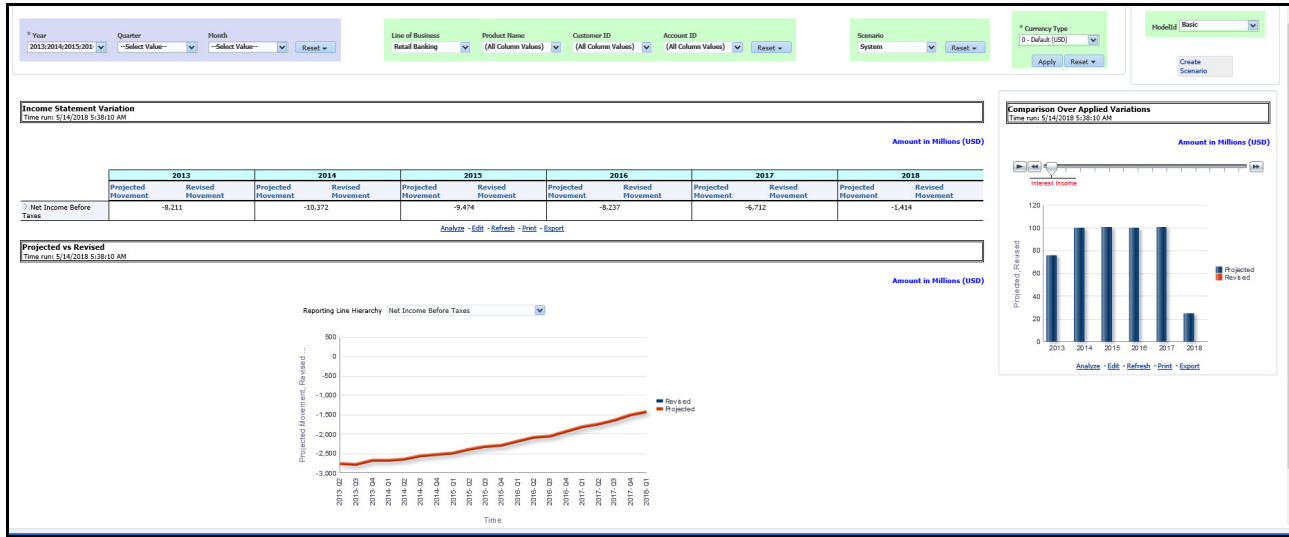 * Year Quarter Month
2013;2014;2015;201 --Select Value-- --Select Value-- Reset
Line of Business Product Name Customer ID Account ID
Retail Banking (All Column Values) (All Column Values) (All Column Values) Reset
Scenario
System Reset
* Currency Type
0 - Default (USD)
Apply Reset
ModelId Basic
Create
Scenario
Income Statement Variation
Time run: 5/14/2018 5:38:10 AM
Amount in Millions (USD)
2013 2014 2015 2016 2017 2018
Projected Revised Projected Revised Projected Revised Projected Revised Projected Revised Projected Revised
Movement Movement Movement Movement Movement Movement Movement Movement Movement Movement Movement Movement
Net Income Before -8,211 -10,372 -9,474 -8,237 -6,712 -1,414
Taxes
Analyze - Edit - Refresh - Print - Export
Projected vs Revised
Time run: 5/14/2018 5:38:10 AM
Amount in Millions (USD)
Reporting Line Hierarchy Net Income Before Taxes
Projected Movement, Revised ...
500
0
-500
-1,000
-1,500
-2,000
-2,500
-3,000
2013-Q2
2013-Q3
2013-Q4
2014-Q1
2014-Q2
2014-Q3
2014-Q4
2015-Q1
2015-Q2
2015-Q3
2015-Q4
2016-Q1
2016-Q2
2016-Q3
2016-Q4
2017-Q1
2017-Q2
2017-Q3
2017-Q4
2018-Q1
Time
Revised
Projected
Comparison Over Applied Variations
Time run: 5/14/2018 5:38:10 AM
Amount in Millions (USD)
Interest Income
Projected, Revised
120
100
80
60
40
20
0
2013 2014 2015 2016 2017 2018
Projected
Revised
Analyze - Edit - Refresh - Print - Export